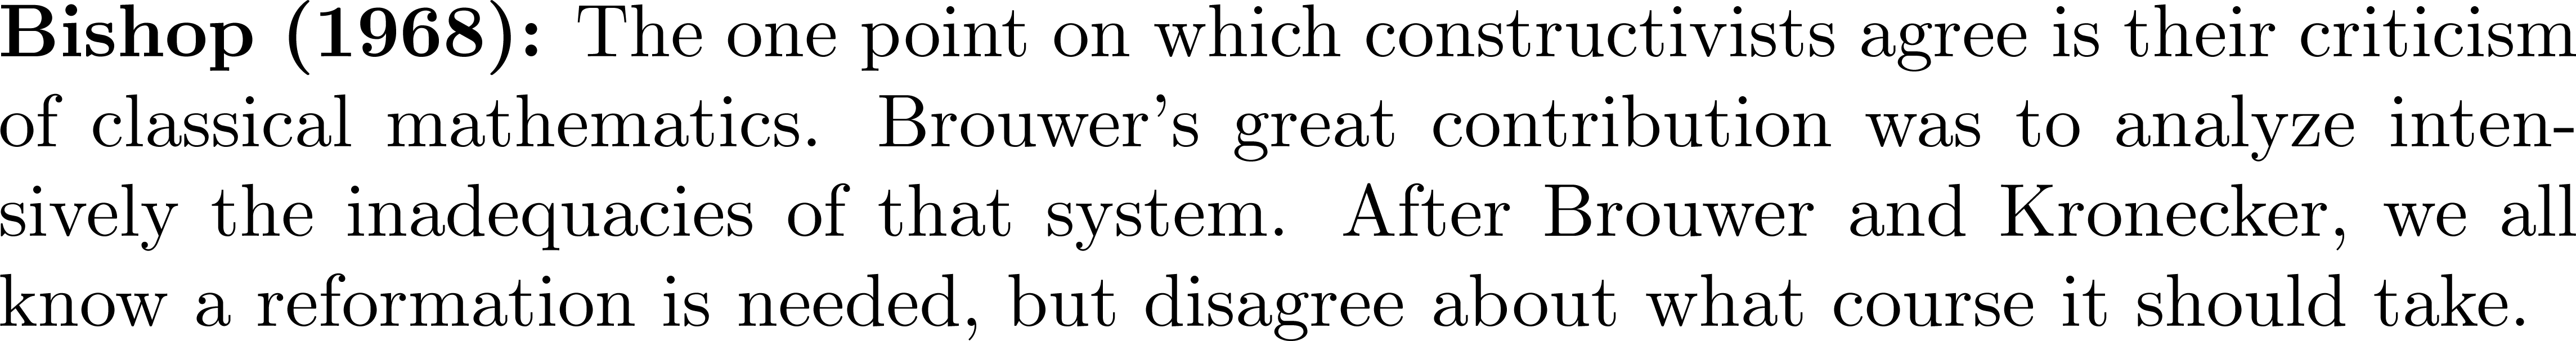 Bishop (1968): The one point on which constructivists agree is their criticism
of classical mathematics. Brouwer's great contribution was to analyze inten-
sively the inadequacies of that system. After Brouwer and Kronecker, we all
know a reformation is needed, but disagree about what course it should take.